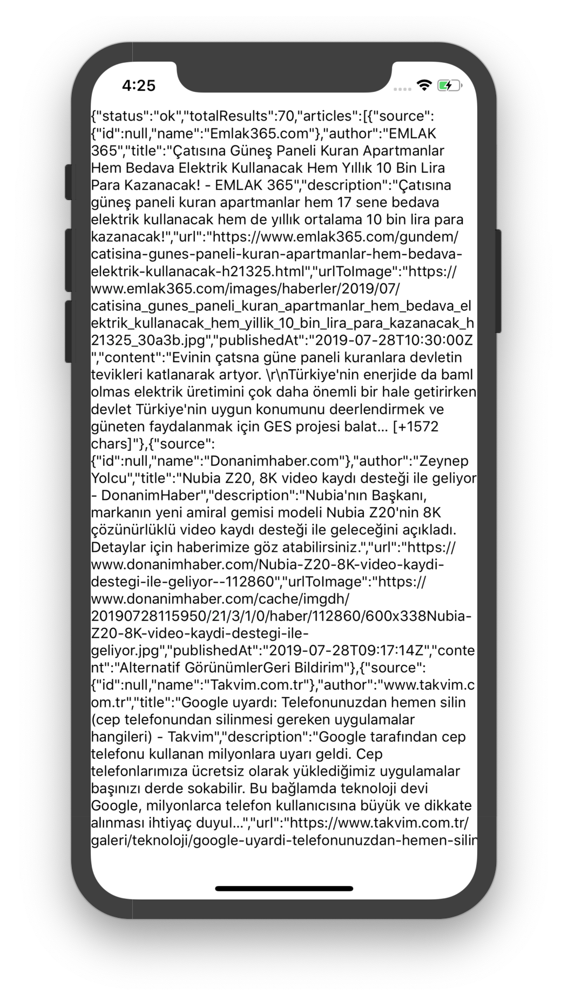 4:25
{"status":"ok","totalResults":70,"articles":[{"source":
{"id":null,"name":"Emlak365.com"},"author":"EMLAK
365","title":"Çatısına Güneş Paneli Kuran Apartmanlar
Hem Bedava Elektrik Kullanacak Hem Yıllık 10 Bin Lira
Para Kazanacak! - EMLAK 365","description":"Çatısına
güneş paneli kuran apartmanlar hem 17 sene bedava
elektrik kullanacak hem de yıllık ortalama 10 bin lira para
kazanacak!","url":"https://www.emlak365.com/gundem/
catisina-gunes-paneli-kuran-apartmanlar-hem-bedava-
elektrik-kullanacak-h21325.html","urlToImage":"https://
www.emlak365.com/images/haberler/2019/07/
catisina_gunes_paneli_kuran_apartmanlar_hem_bedava_el
ektrik_kullanacak_hem_yillik_10_bin_lira_para_kazanacak_h
21325_30a3b.jpg","publishedAt":"2019-07-28T10:30:00Z
","content":"Evinin çatsna güne paneli kuranlara devletin
tevikleri katlanarak artyor. \r\nTürkiye'nin enerjide da baml
olmas elektrik üretimini çok daha önemli bir hale getirirken
devlet Türkiye'nin uygun konumunu deerlendirmek ve
güneten faydalanmak için GES projesi balat… [+1572
chars]"},{"source":
{"id":null,"name":"Donanimhaber.com"},"author":"Zeynep
Yolcu","title":"Nubia Z20, 8K video kaydı desteği ile geliyor
- DonanimHaber","description":"Nubia'nın Başkanı,
markanın yeni amiral gemisi modeli Nubia Z20'nin 8K
çözünürlüklü video kaydı desteği ile geleceğini açıkladı.
Detaylar için haberimize göz atabilirsiniz.","url":"https://
www.donanimhaber.com/Nubia-Z20-8K-video-kaydi-
destegi-ile-geliyor--112860","urlToImage":"https://
www.donanimhaber.com/cache/imgdh/
20190728115950/21/3/1/0/haber/112860/600x338Nubia-
Z20-8K-video-kaydi-destegi-ile-
geliyor.jpg","publishedAt":"2019-07-28T09:17:14Z","conte
nt":"Alternatif GörünümlerGeri Bildirim"},{"source":
{"id":null,"name":"Takvim.com.tr"},"author":"www.takvim.c
om.tr","title":"Google uyardı: Telefonunuzdan hemen silin
(cep telefonundan silinmesi gereken uygulamalar
hangileri) - Takvim","description":"Google tarafından cep
telefonu kullanan milyonlara uyarı geldi. Cep
telefonlarımıza ücretsiz olarak yüklediğimiz uygulamalar
başınızı derde sokabilir. Bu bağlamda teknoloji devi
Google, milyonlarca telefon kullanıcısına büyük ve dikkate
alınması ihtiyaç duyul...","url":"https://www.takvim.com.tr/
galeri/teknoloji/google-uyardi-telefonunuzdan-hemen-silin